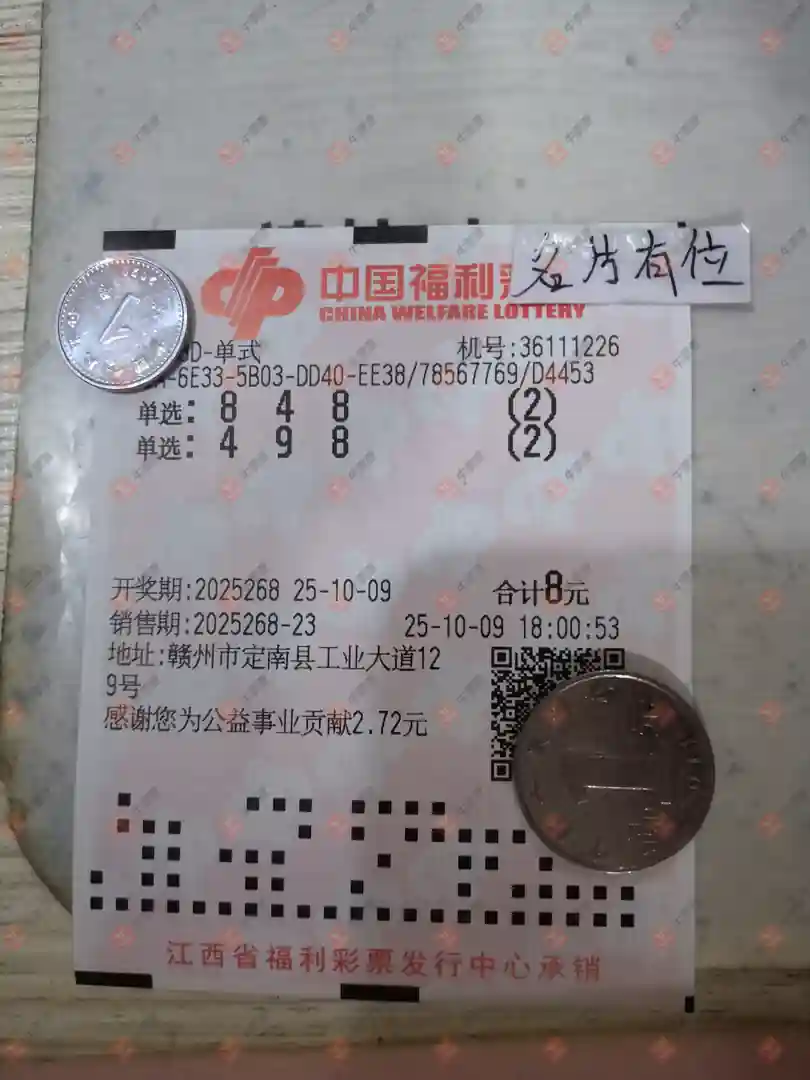 中国福利彩
CHINA WELFARE LOTTERY
名片有位
D-单式 机号:36111226
-6E33-5B03-DD40-EE38/78567769/D4453
单选: 8 4 8 (2)
单选: 4 9 8 (2)
开奖期:2025268 25-10-09 合计8元
销售期:2025268-23 25-10-09 18:00:53
地址:赣州市定南县工业大道12
9号
感谢您为公益事业贡献2.72元
江西省福利彩票发行中心承销